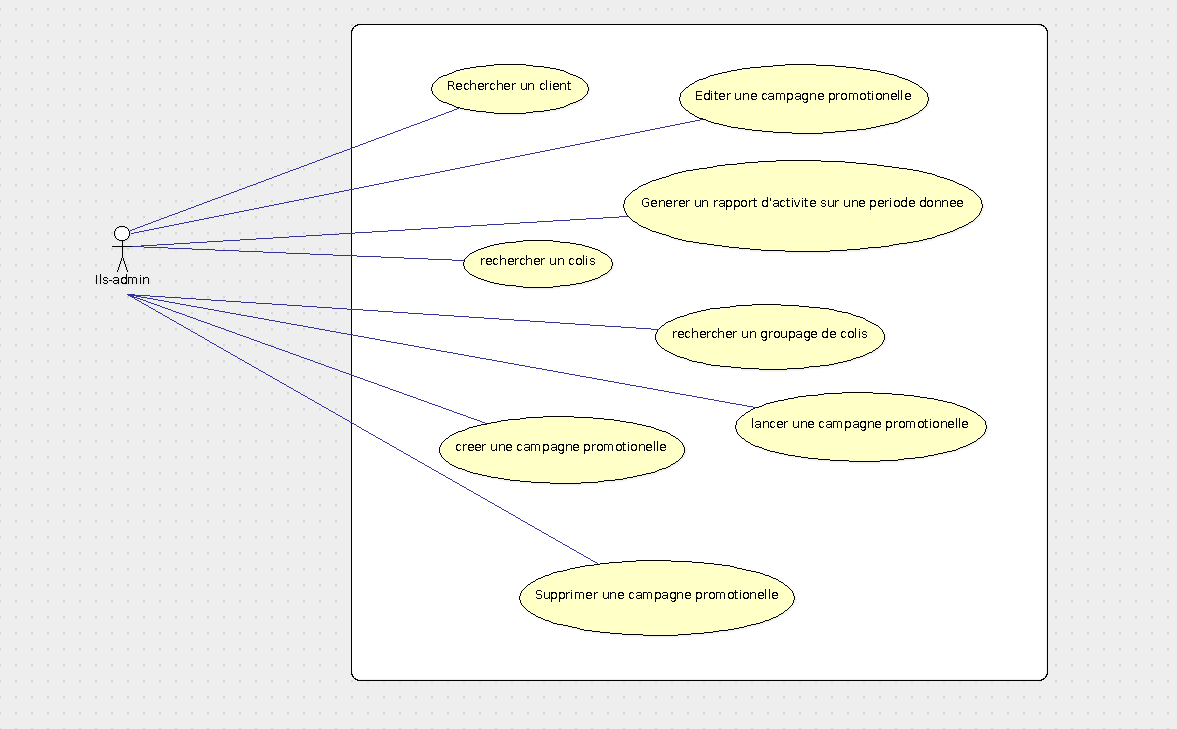 Rechercher un client
Editer une campagne promotionelle
Generer un rapport d'activite sur une periode donnee
rechercher un colis
Ils-admin
rechercher un groupage de colis
lancer une campagne promotionelle
creer une campagne promotionelle
Supprimer une campagne promotionelle